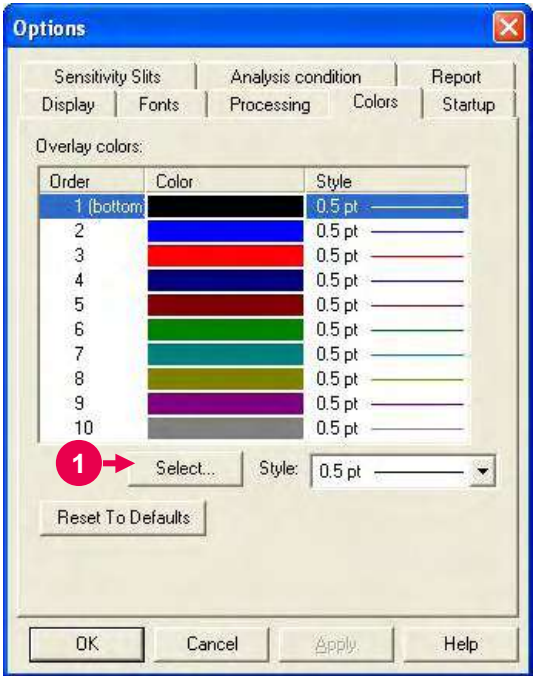 Options
Sensitivity Slits Analysis condition Report
Display Fonts Processing Colors Startup
Overlay colors:
Order Color Style
1 (bottom) 0.5 pt
2 0.5 pt
3 0.5 pt
4 0.5 pt
5 0.5 pt
6 0.5 pt
7 0.5 pt
8 0.5 pt
9 0.5 pt
10 0.5 pt
1 Select... Style: 0.5 pt
Reset To Defaults
OK Cancel Apply Help